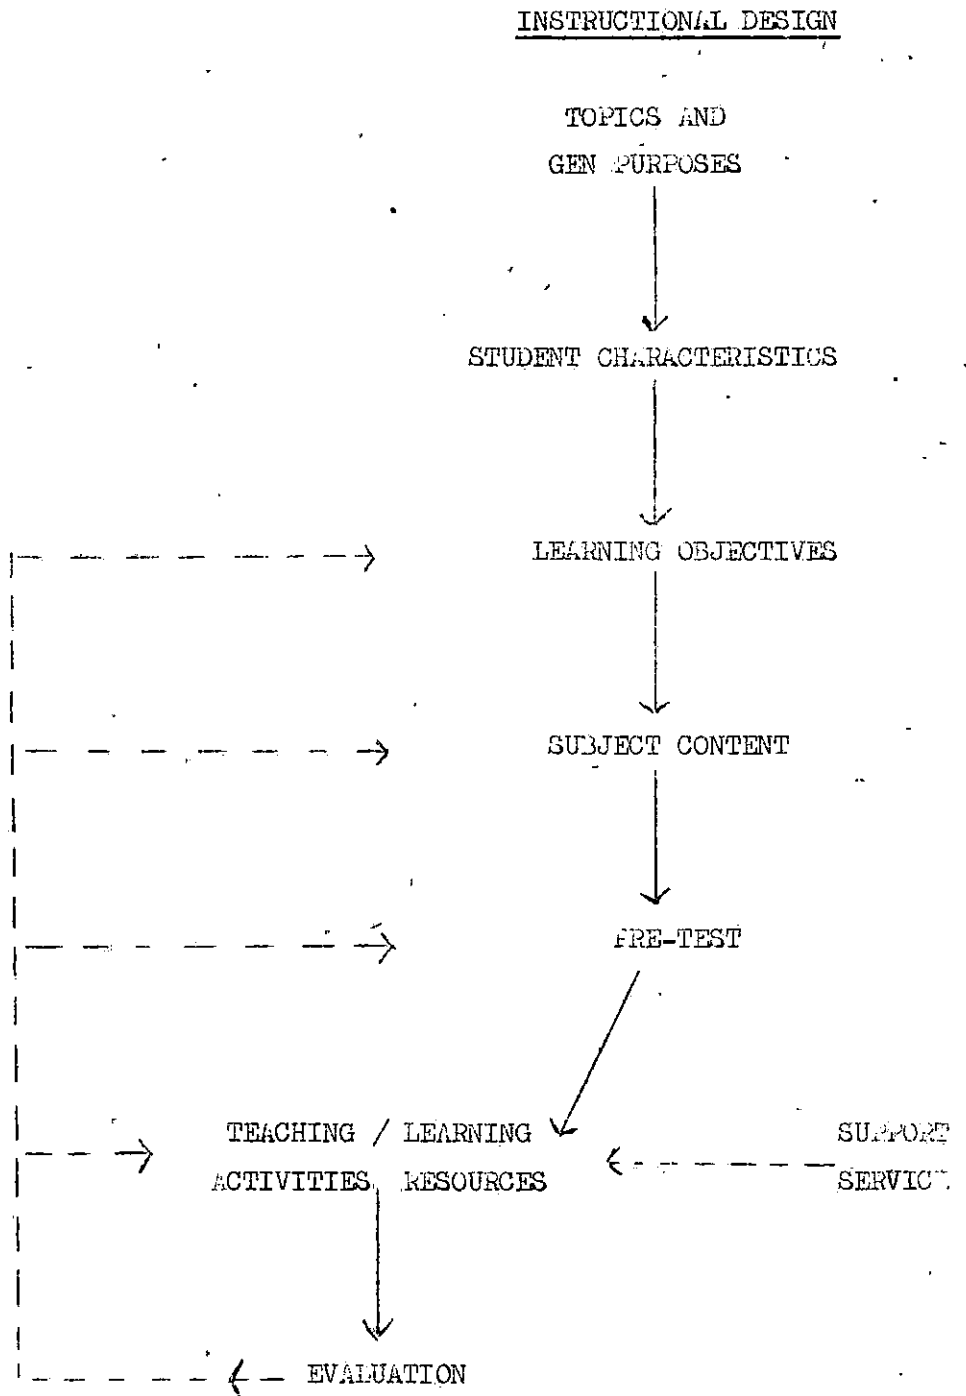 INSTRUCTIONAL DESIGN
TOPICS AND
GEN PURPOSES
STUDENT CHARACTERISTICS
LEARNING OBJECTIVES
SUBJECT CONTENT
PRE-TEST
TEACHING / LEARNING
ACTIVITIES RESOURCES
SUPPORT
EVALUATION